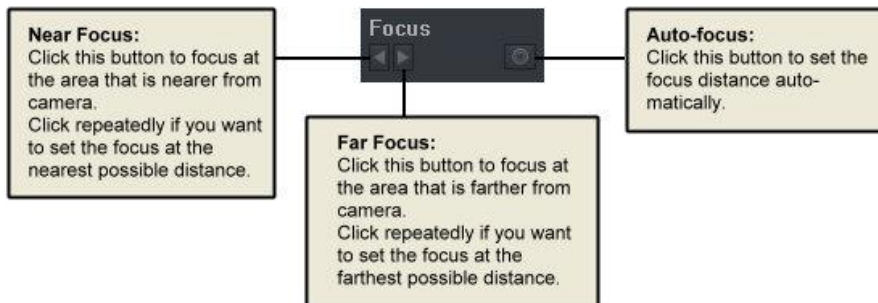 Near Focus:
Click this button to focus at
the area that is nearer from
camera.
Click repeatedly if you want
to set the focus at the
nearest possible distance.
Focus
Far Focus:
Click this button to focus at
the area that is farther from
camera.
Click repeatedly if you want
to set the focus at the
farthest possible distance.
Auto-focus:
Click this button to set the
focus distance auto-
matically.